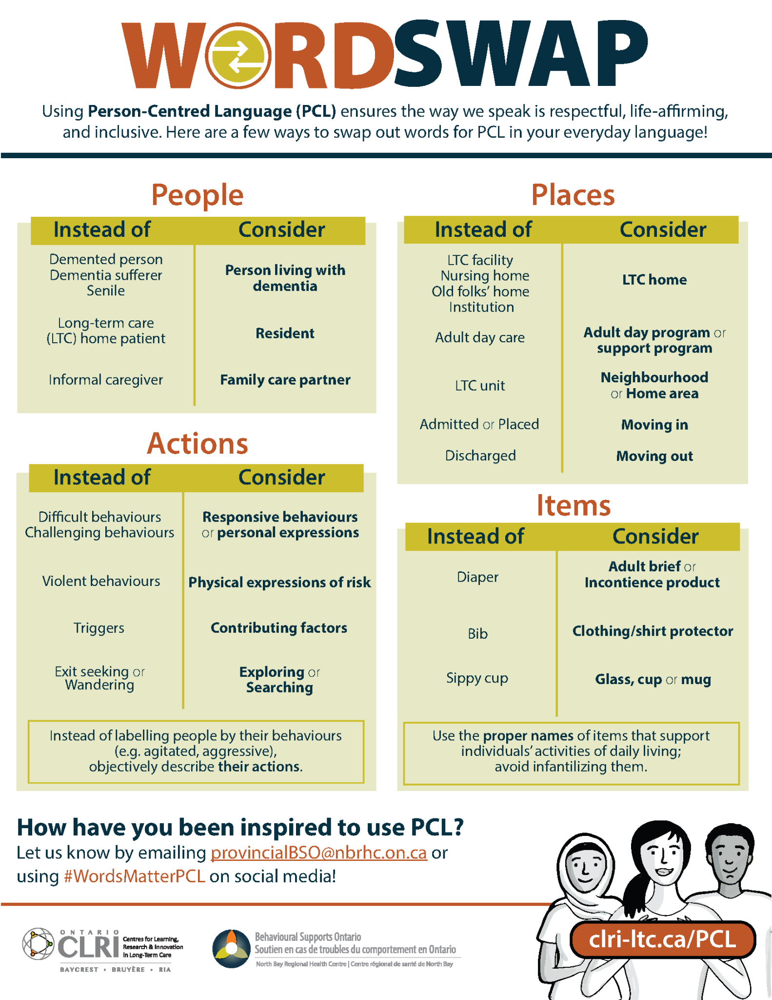 WORDSWAP
Using Person-Centred Language (PCL) ensures the way we speak is respectful, life-affirming,
and inclusive. Here are a few ways to swap out words for PCL in your everyday language!
People
Instead of Consider
Demented person
Dementia sufferer
Senile
Person living with
dementia
Long-term care
(LTC) home patient
Resident
Informal caregiver
Family care partner
Actions
Instead of Consider
Difficult behaviours
Challenging behaviours
Responsive behaviours
or personal expressions
Violent behaviours
Physical expressions of risk
Triggers
Contributing factors
Exit seeking or
Wandering
Exploring or
Searching
Instead of labelling people by their behaviours
(e.g. agitated, aggressive),
objectively describe their actions.
Places
Instead of Consider
LTC facility
Nursing home
Old folks’ home
Institution
LTC home
Adult day care
Adult day program or
support program
LTC unit
Neighbourhood
or Home area
Admitted or Placed
Moving in
Discharged
Moving out
Items
Instead of Consider
Diaper
Adult brief or
Incontience product
Bib
Clothing/shirt protector
Sippy cup
Glass, cup or mug
Use the proper names of items that support
individuals’ activities of daily living;
avoid infantilizing them.
How have you been inspired to use PCL?
Let us know by emailing provincialBSO@nbrhc.on.ca or
using #WordsMatterPCL on social media!
ONTARIO
CLRI
Centres for Learning,
Research & Innovation
in Long-Term Care
BAYCREST • BRUYÈRE • RIA
Behavioural Supports Ontario
Soutien en cas de troubles du comportement en Ontario
North Bay Regional Health Centre | Centre régional de santé de North Bay
clri-ltc.ca/PCL